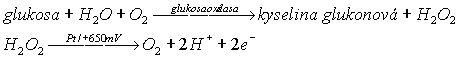 glukosa + H₂O + O₂ —glukosaoxidasa→ kyselina glukonová + H₂O₂
H₂O₂ —Pt/+650mV→ O₂ + 2H⁺ + 2e⁻